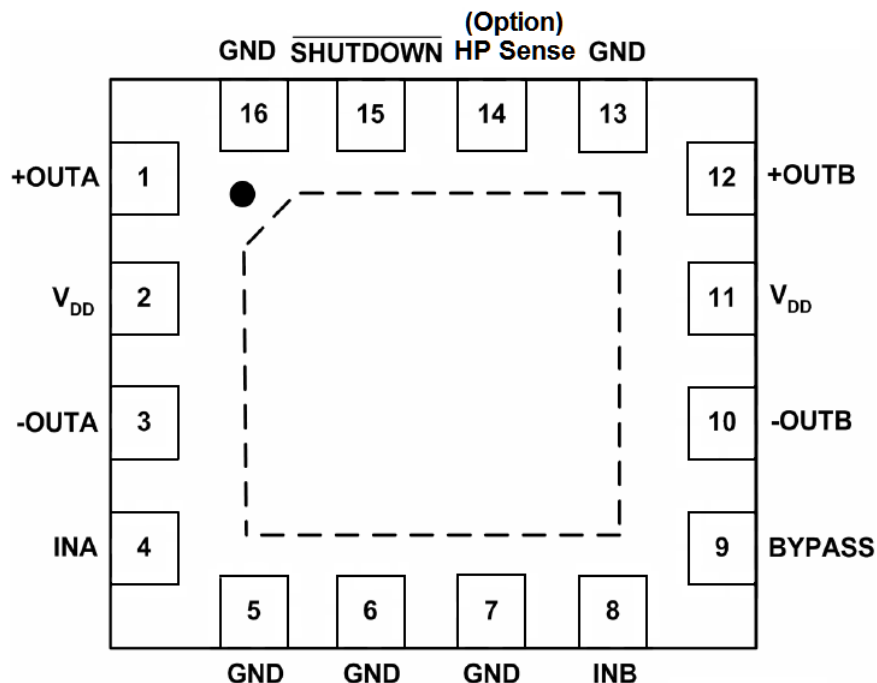 (Option)
GND SHUTDOWN HP Sense GND
16 15 14 13
+OUTA 1 12 +OUTB
VDD 2 11 VDD
-OUTA 3 10 -OUTB
INA 4 9 BYPASS
5 6 7 8
GND GND GND INB